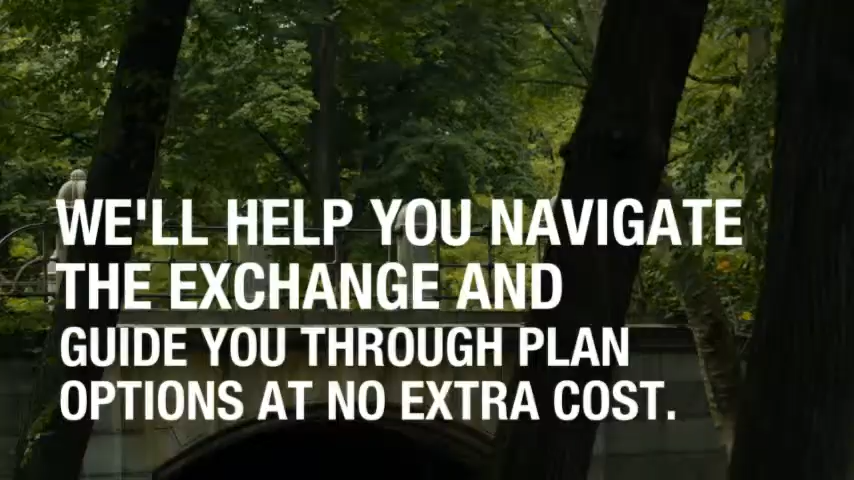 WE'LL HELP YOU NAVIGATE
THE EXCHANGE AND
GUIDE YOU THROUGH PLAN
OPTIONS AT NO EXTRA COST.